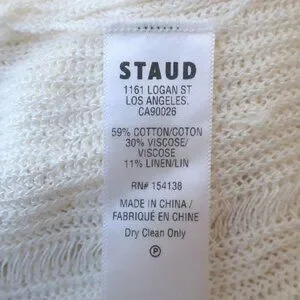 STAUD
1161 LOGAN ST
LOS ANGELES.
CA90026
59% COTTON/COTON
30% VISCOSE/
VISCOSE
11% LINEN/LIN
RN# 154138
MADE IN CHINA /
FABRIQUÉ EN CHINE
Dry Clean Only
P